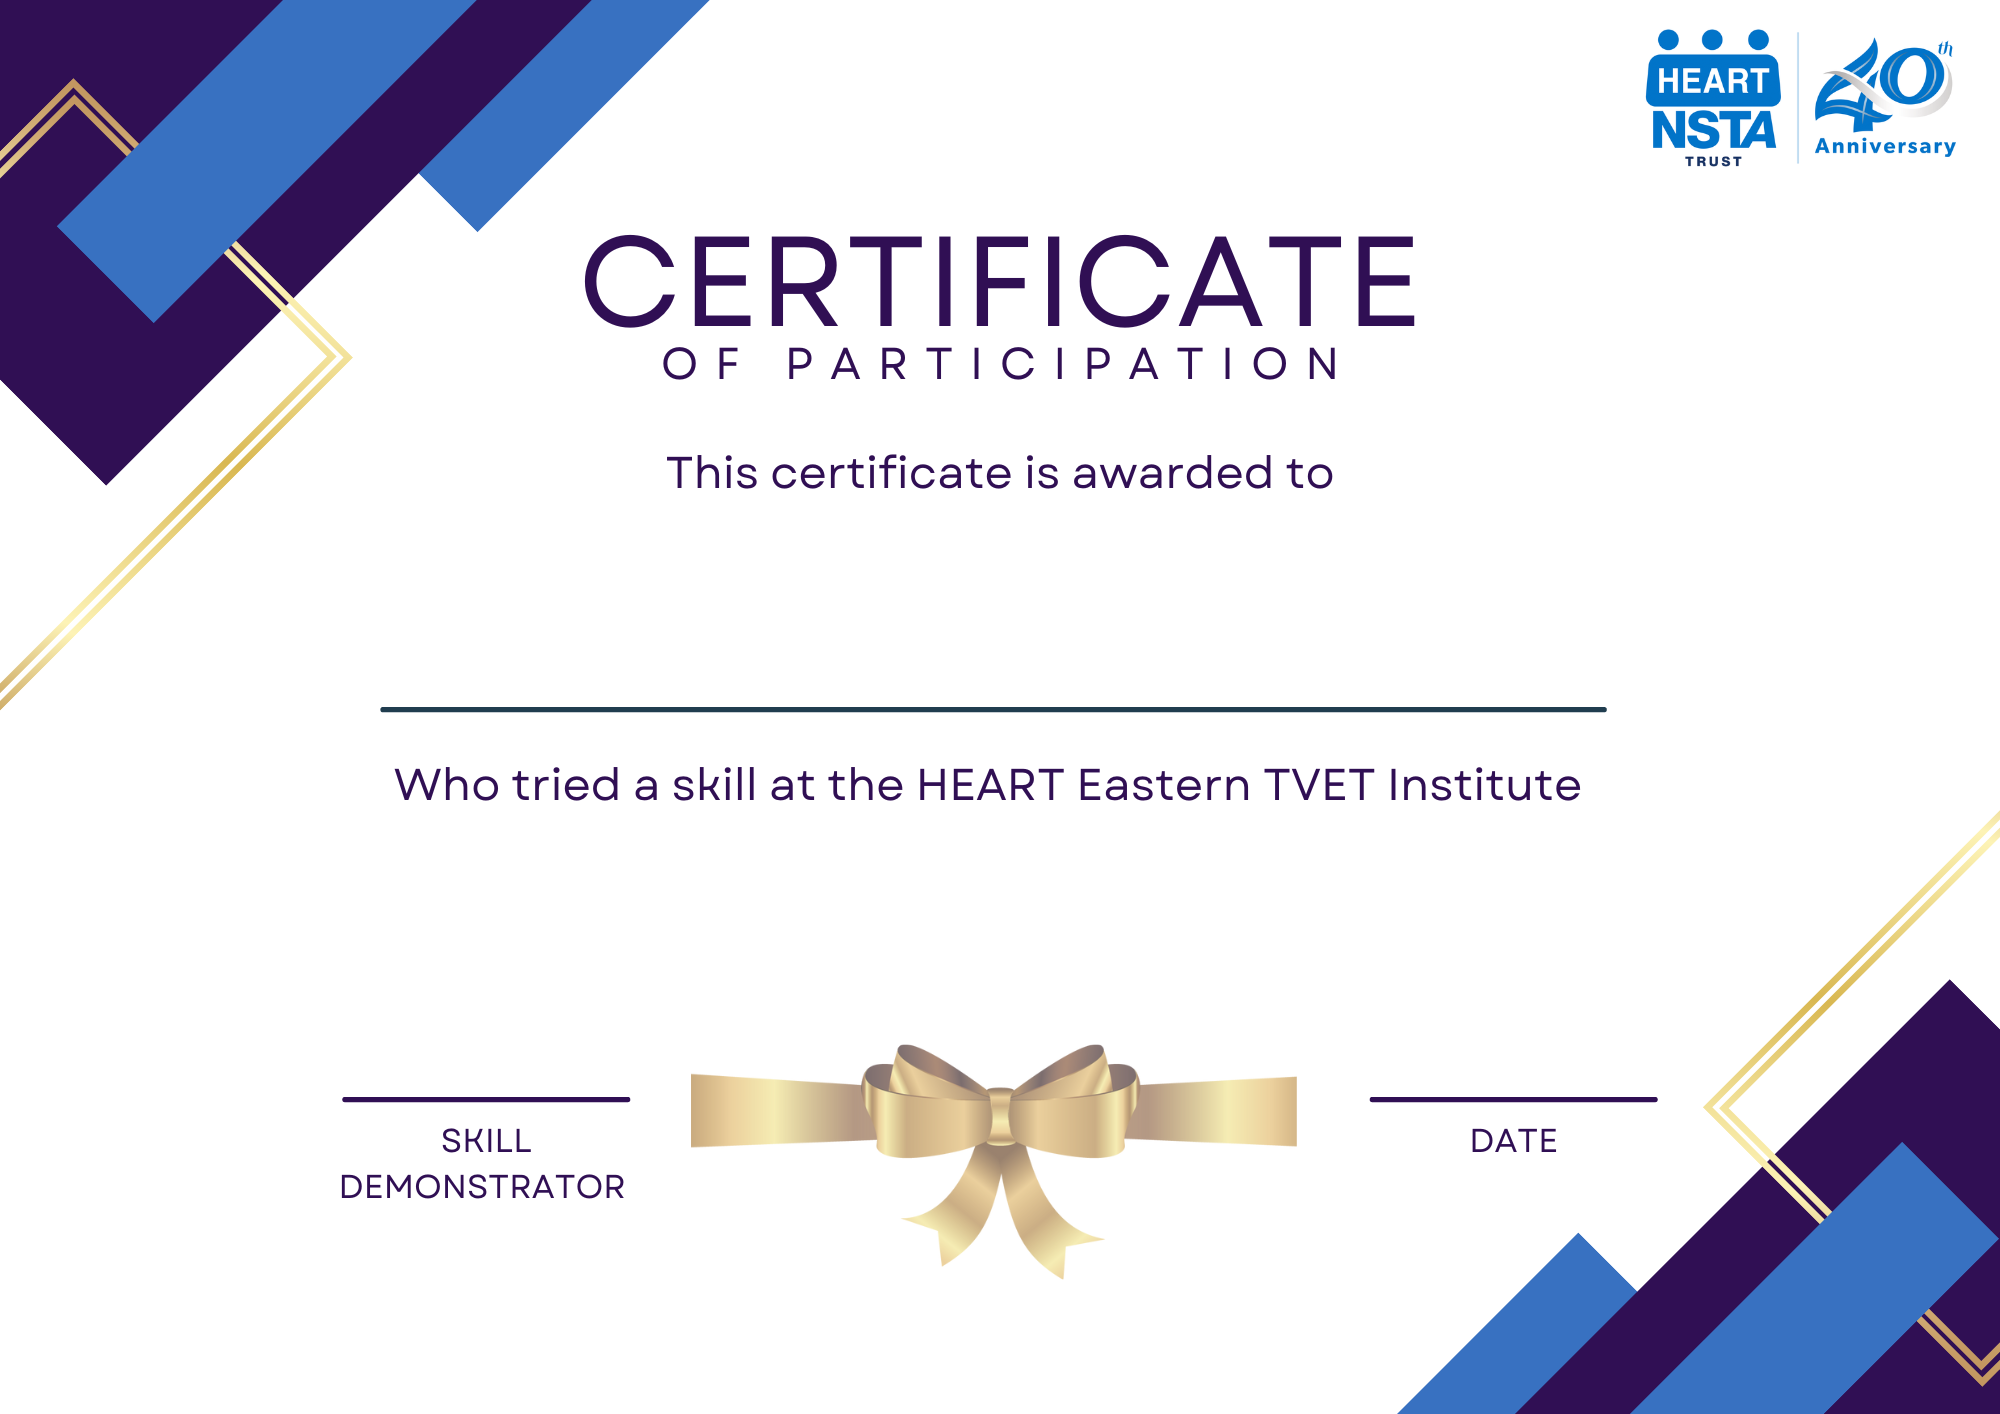 HEART
NSTA
TRUST
40th
Anniversary
CERTIFICATE
OF PARTICIPATION
This certificate is awarded to
Who tried a skill at the HEART Eastern TVET Institute
SKILL
DEMONSTRATOR
DATE